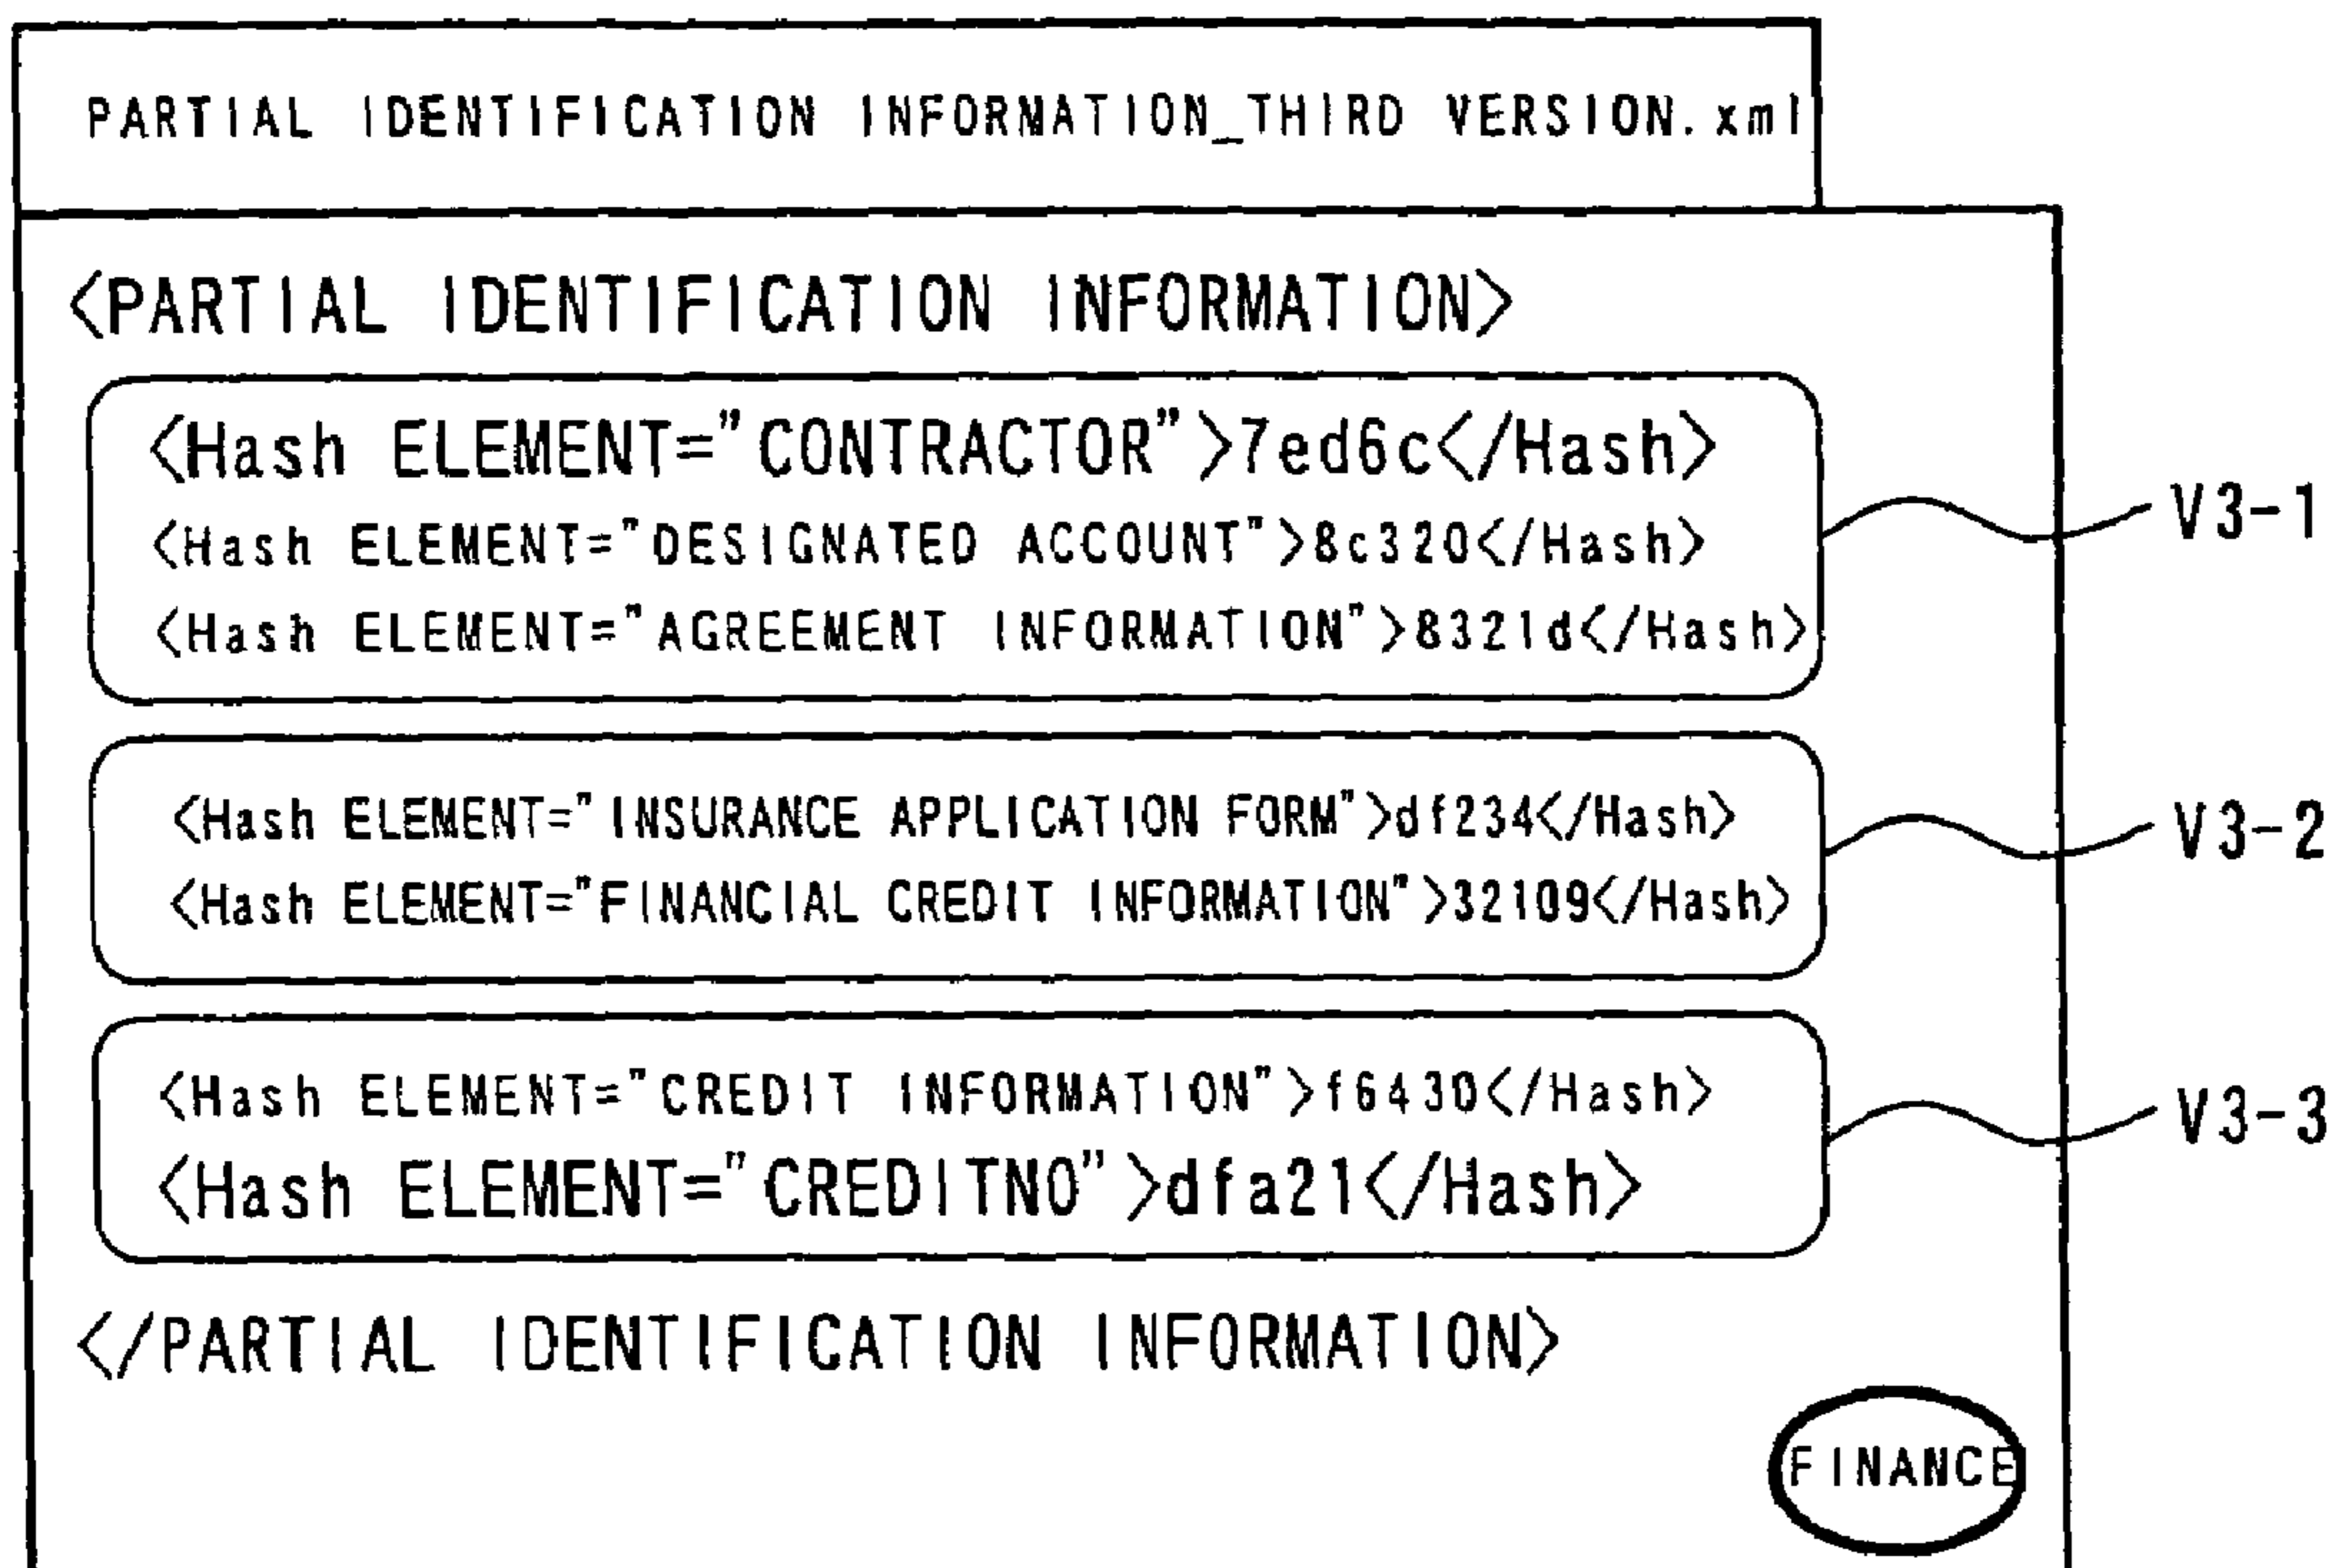 PARTIAL IDENTIFICATION INFORMATION_THIRD VERSION.xml
<PARTIAL IDENTIFICATION INFORMATION>
<Hash ELEMENT="CONTRACTOR">7ed6c</Hash>
<Hash ELEMENT="DESIGNATED ACCOUNT">8c320</Hash>
<Hash ELEMENT="AGREEMENT INFORMATION">8321d</Hash>
V3-1
<Hash ELEMENT="INSURANCE APPLICATION FORM">df234</Hash>
<Hash ELEMENT="FINANCIAL CREDIT INFORMATION">32109</Hash>
V3-2
<Hash ELEMENT="CREDIT INFORMATION">f6430</Hash>
<Hash ELEMENT="CREDITNO">dfa21</Hash>
V3-3
</PARTIAL IDENTIFICATION INFORMATION>
FINANCE